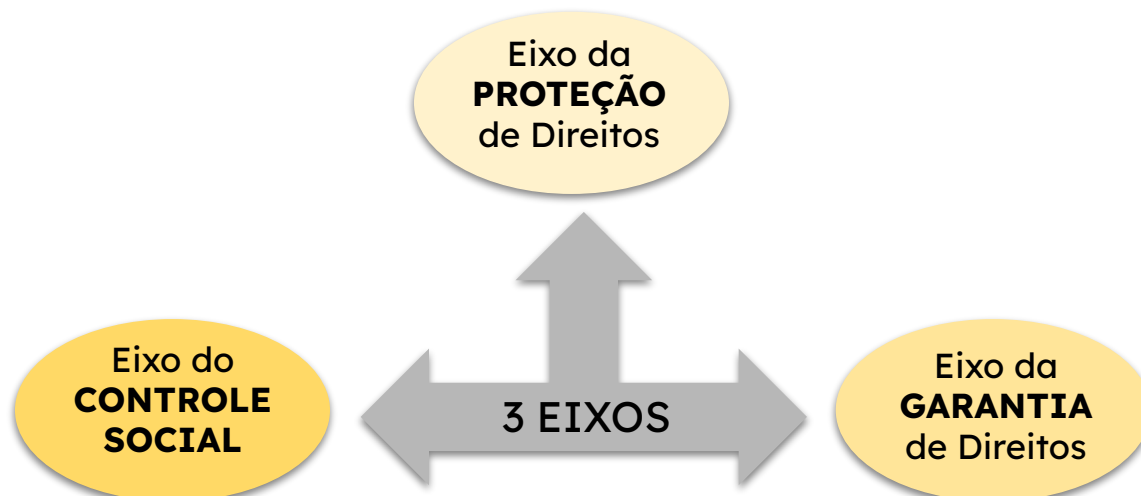 Eixo da
PROTEÇÃO
de Direitos
Eixo do
CONTROLE
SOCIAL
3 EIXOS
Eixo da
GARANTIA
de Direitos